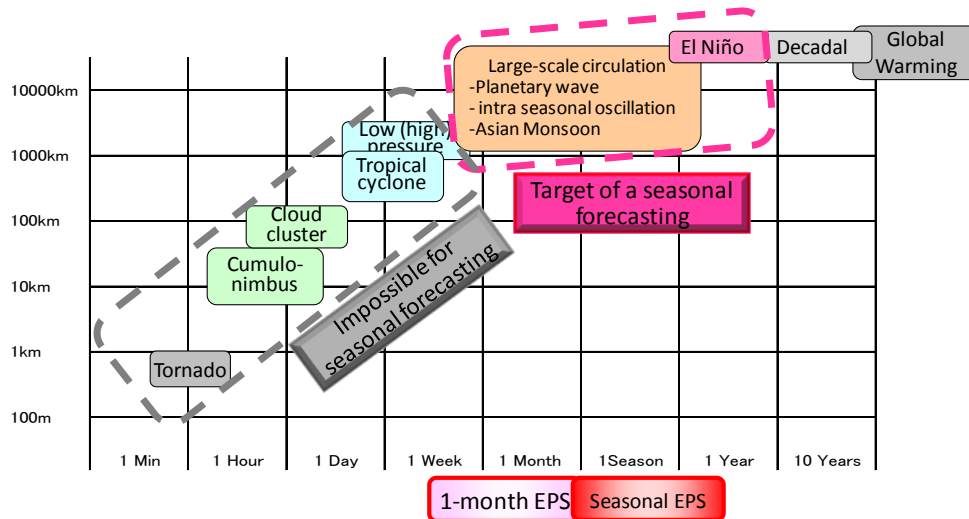 El Niño
Decadal
Global
Warming
Large-scale circulation
-Planetary wave
- intra seasonal oscillation
-Asian Monsoon
10000km
Low (high)
pressure
1000km
Tropical
cyclone
Target of a seasonal
forecasting
100km
Cloud
cluster
Cumulo-
nimbus
Impossible for
seasonal forecasting
10km
1km
Tornado
100m
1 Min
1 Hour
1 Day
1 Week
1 Month
1Season
1 Year
10 Years
1-month EPS
Seasonal EPS